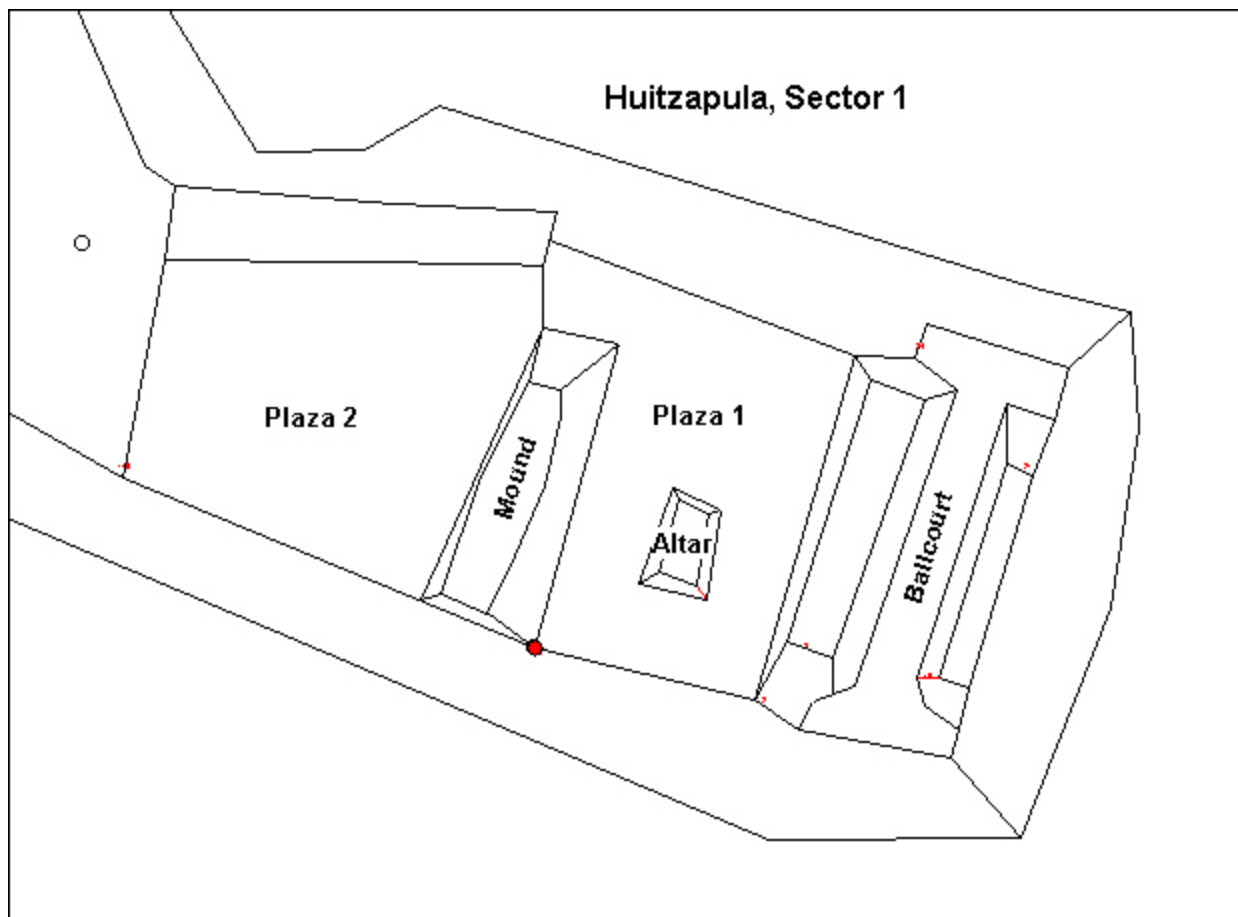 Huitzapula, Sector 1
Plaza 2
Plaza 1
Mound
Altar
Ballcourt